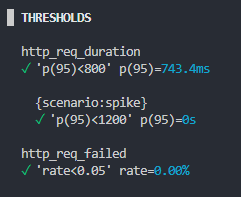 THRESHOLDS
http_req_duration
✓ 'p(95)<800' p(95)=743.4ms
{scenario:spike}
✓ 'p(95)<1200' p(95)=0s
http_req_failed
✓ 'rate<0.05' rate=0.00%